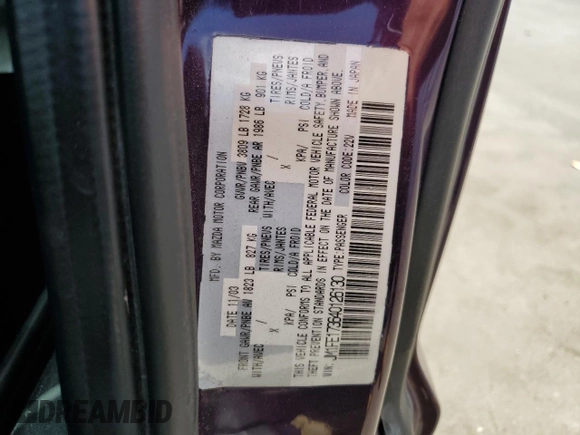 MFD. BY MAZDA MOTOR CORPORATION
DATE 11/03 GVWR/PNBV 3809 LB 1728 KG
FRONT GAWR/PNBE AV 1823 LB 827 KG REAR GAWR/PNBE AR 1986 LB 901 KG
WITH/AVEC TIRES/PNEUS WITH/AVEC TIRES/PNEUS
X RIMS/JANTES X RIMS/JANTES
KPA/ PSI COLD/A FROID KPA/ PSI COLD/A FROID
THIS VEHICLE CONFORMS TO ALL APPLICABLE FEDERAL MOTOR VEHICLE SAFETY, BUMPER AND
THEFT PREVENTION STANDARDS IN EFFECT ON THE DATE OF MANUFACTURE SHOWN ABOVE.
VIN: JM1FE173640126130 TYPE:PASSENGER COLOR CODE:22V MADE IN JAPAN
DREAMBID